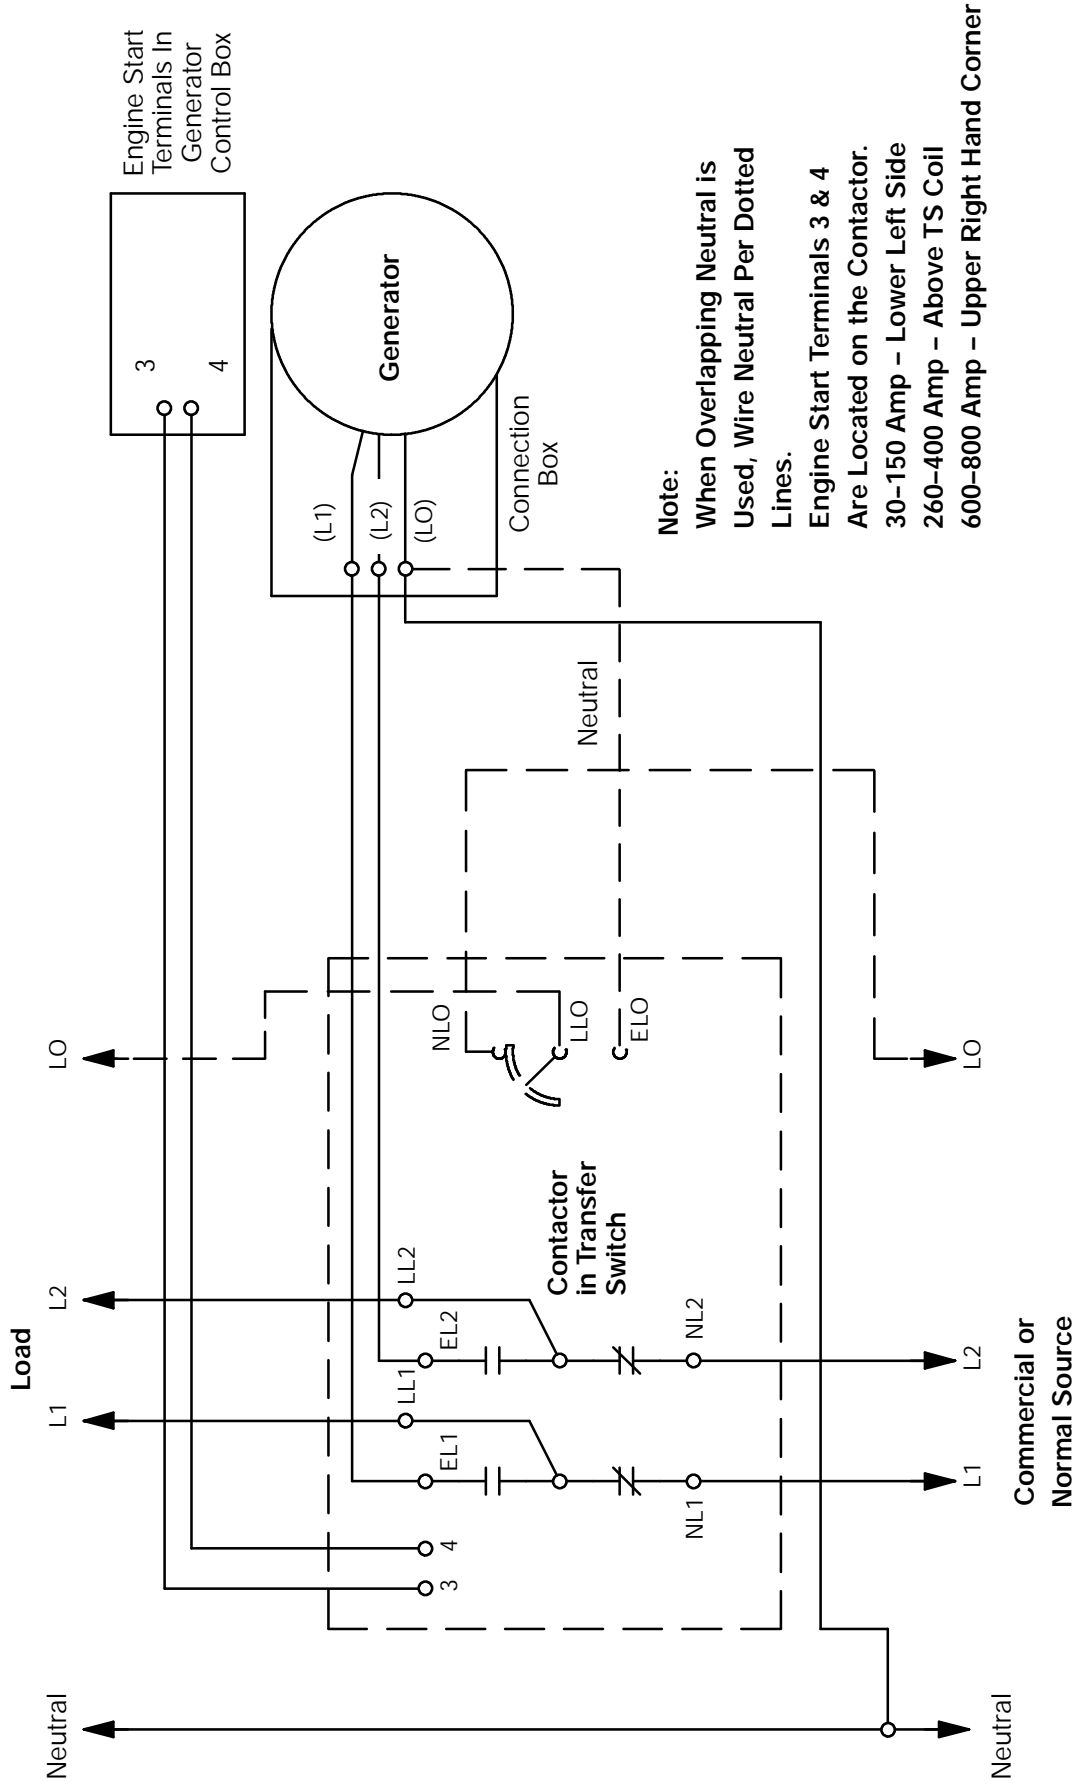 Load
Neutral
L1
L2
LO
Engine Start
Terminals In
Generator
Control Box
3
4
Generator
(L1)
(L2)
(LO)
Connection
Box
Neutral
3
4
EL1
LL1
EL2
LL2
NL1
NL2
Contactor
in Transfer
Switch
NLO
LLO
ELO
Neutral
L1
L2
LO
Commercial or
Normal Source
Note:
When Overlapping Neutral is
Used, Wire Neutral Per Dotted
Lines.
Engine Start Terminals 3 & 4
Are Located on the Contactor.
30–150 Amp – Lower Left Side
260–400 Amp – Above TS Coil
600–800 Amp – Upper Right Hand Corner